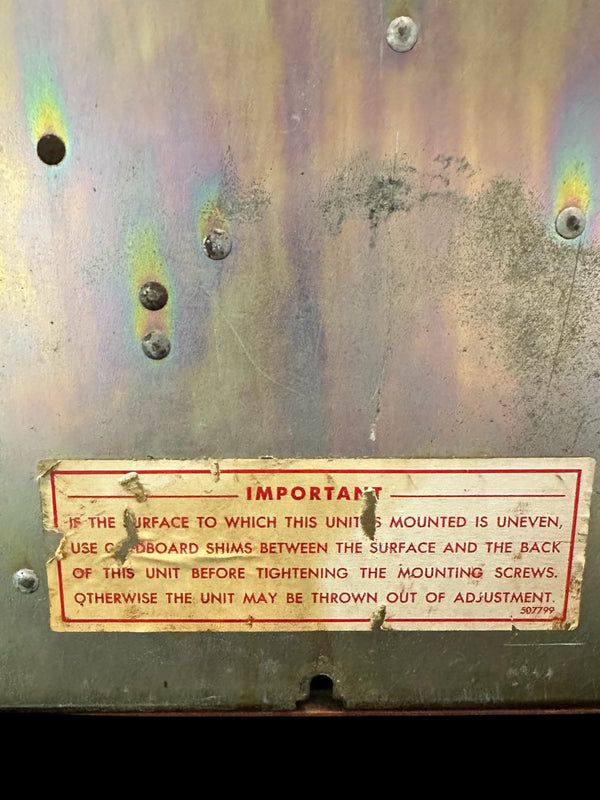 IMPORTANT
IF THE SURFACE TO WHICH THIS UNIT IS MOUNTED IS UNEVEN,
USE CARDBOARD SHIMS BETWEEN THE SURFACE AND THE BACK
OF THIS UNIT BEFORE TIGHTENING THE MOUNTING SCREWS.
OTHERWISE THE UNIT MAY BE THROWN OUT OF ADJUSTMENT.
507799